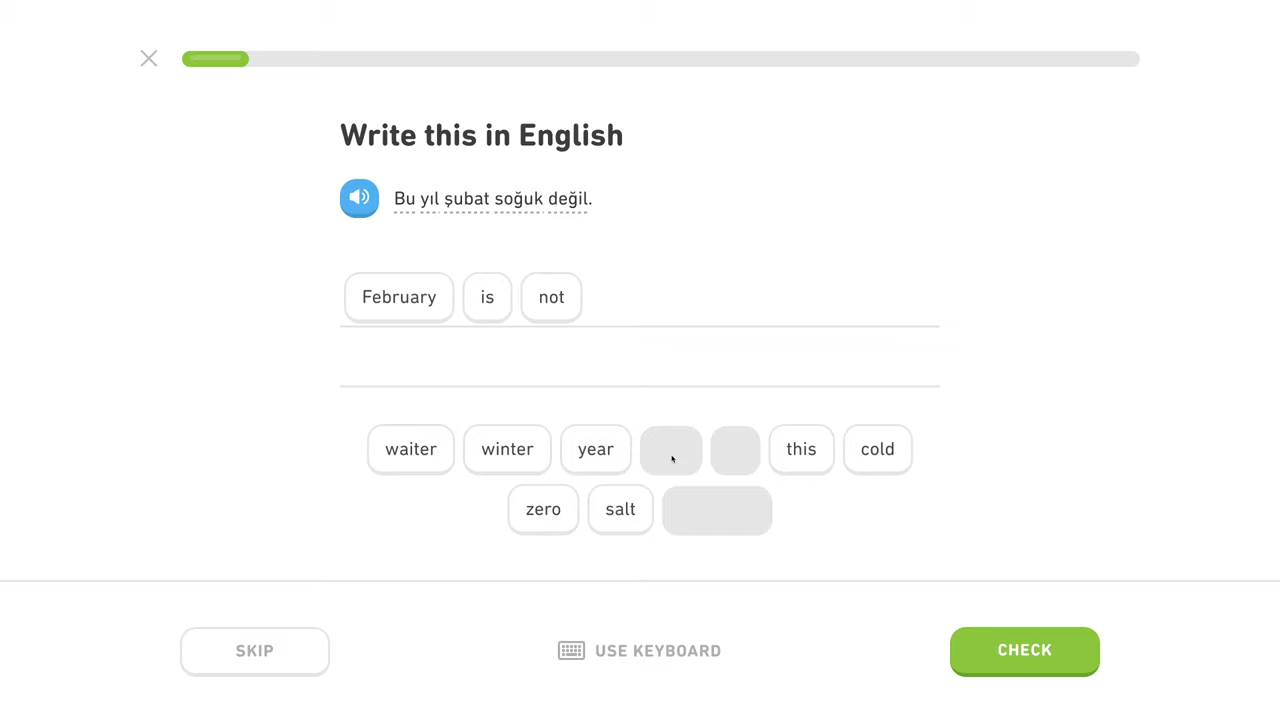 Write this in English
Bu yıl şubat soğuk değil.
February is not
waiter winter year this cold
zero salt
SKIP USE KEYBOARD CHECK